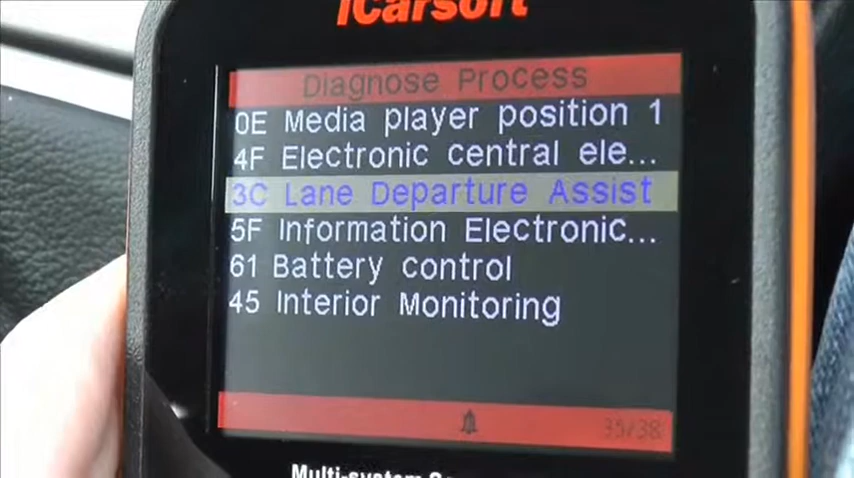 iCarsoft
Diagnose Process
0E Media player position 1
4F Electronic central ele...
3C Lane Departure Assist
5F Information Electronic...
61 Battery control
45 Interior Monitoring
35/38
Multi-system